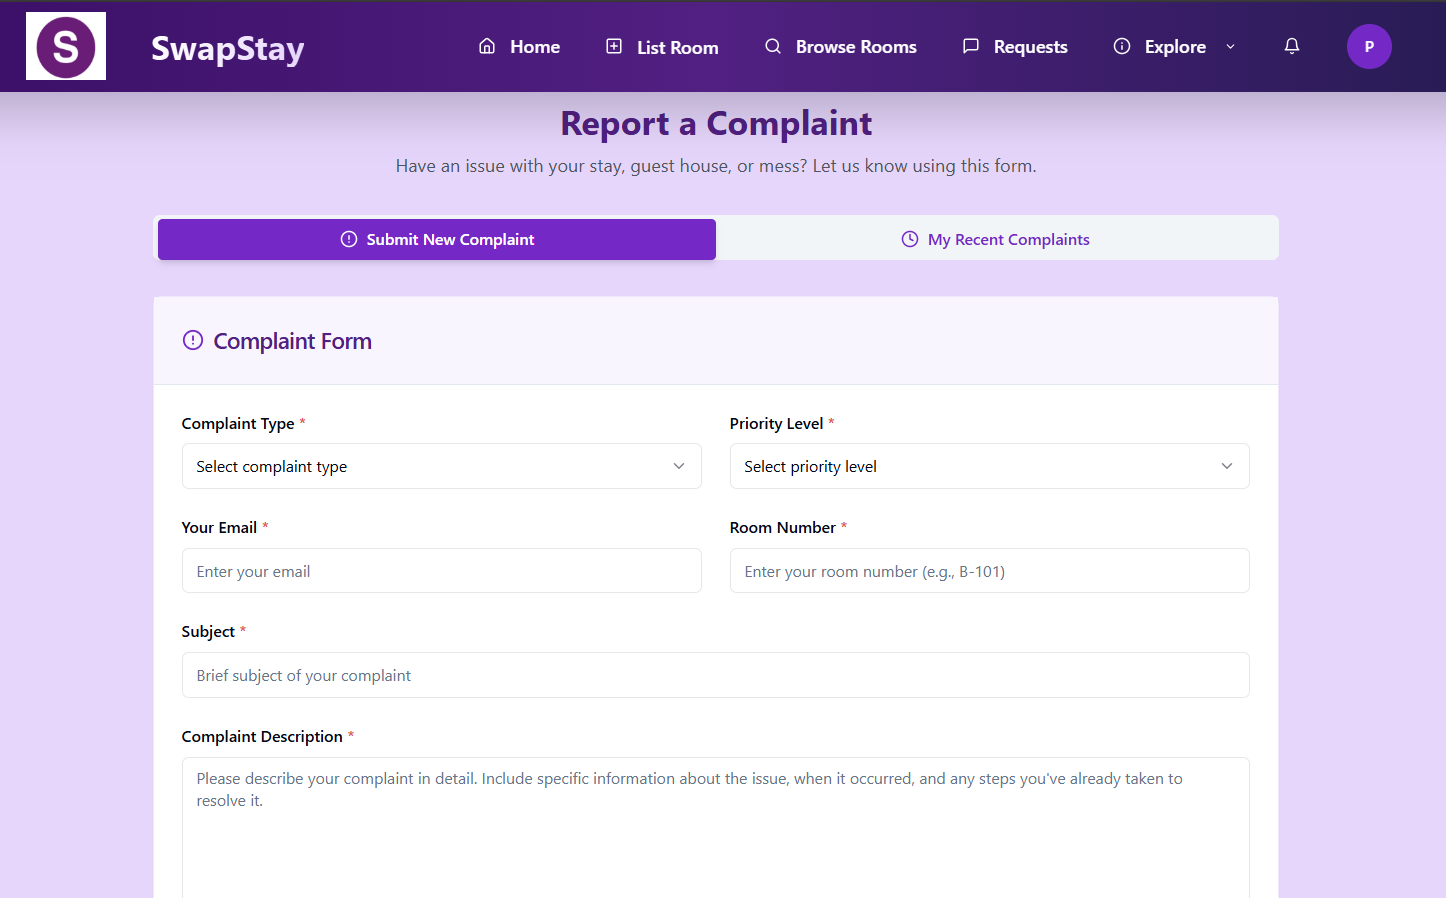 S
SwapStay
Home
List Room
Browse Rooms
Requests
Explore
P
Report a Complaint
Have an issue with your stay, guest house, or mess? Let us know using this form.
Submit New Complaint
My Recent Complaints
Complaint Form
Complaint Type *
Priority Level *
Select complaint type
Select priority level
Your Email *
Room Number *
Enter your email
Enter your room number (e.g., B-101)
Subject *
Brief subject of your complaint
Complaint Description *
Please describe your complaint in detail. Include specific information about the issue, when it occurred, and any steps you've already taken to
resolve it.